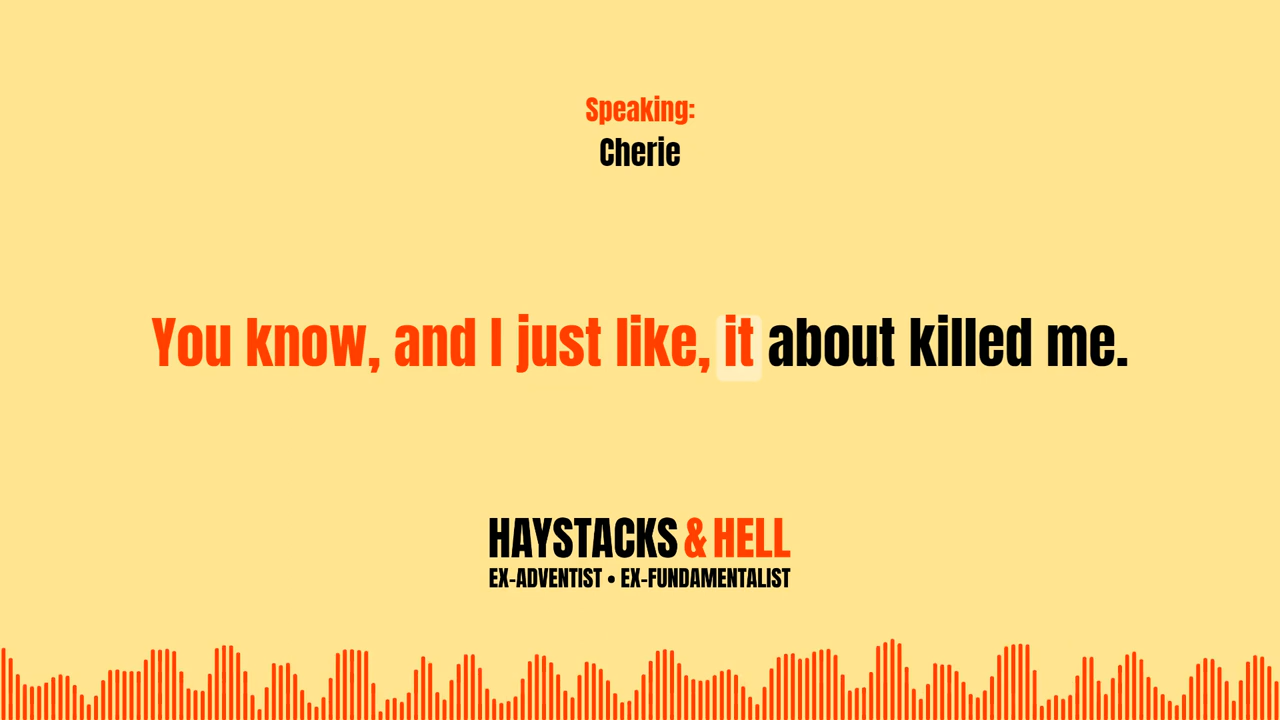 Speaking:
Cherie
You know, and I just like, it about killed me.
HAYSTACKS & HELL
EX-ADVENTIST • EX-FUNDAMENTALIST